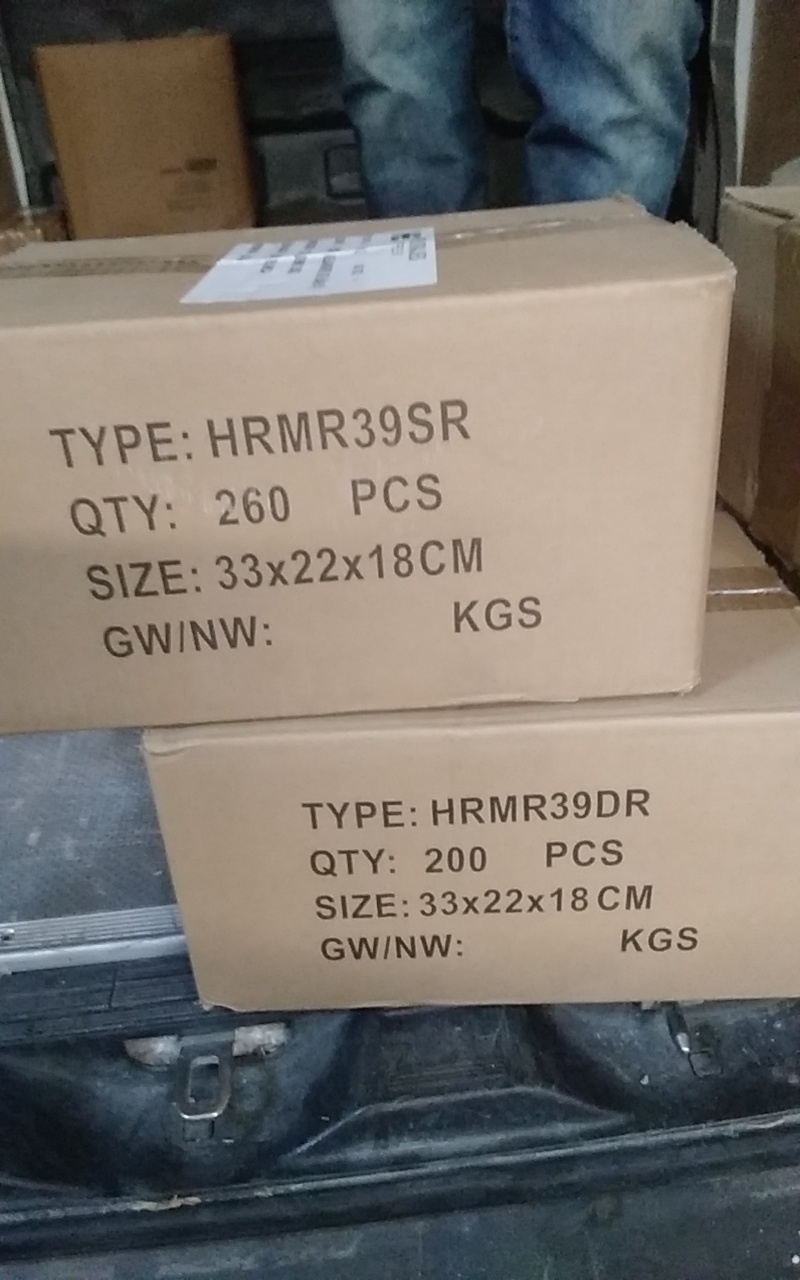 TYPE: HRMR39SR
QTY: 260 PCS
SIZE: 33x22x18CM
GW/NW: KGS
TYPE: HRMR39DR
QTY: 200 PCS
SIZE: 33x22x18CM
GW/NW: KGS